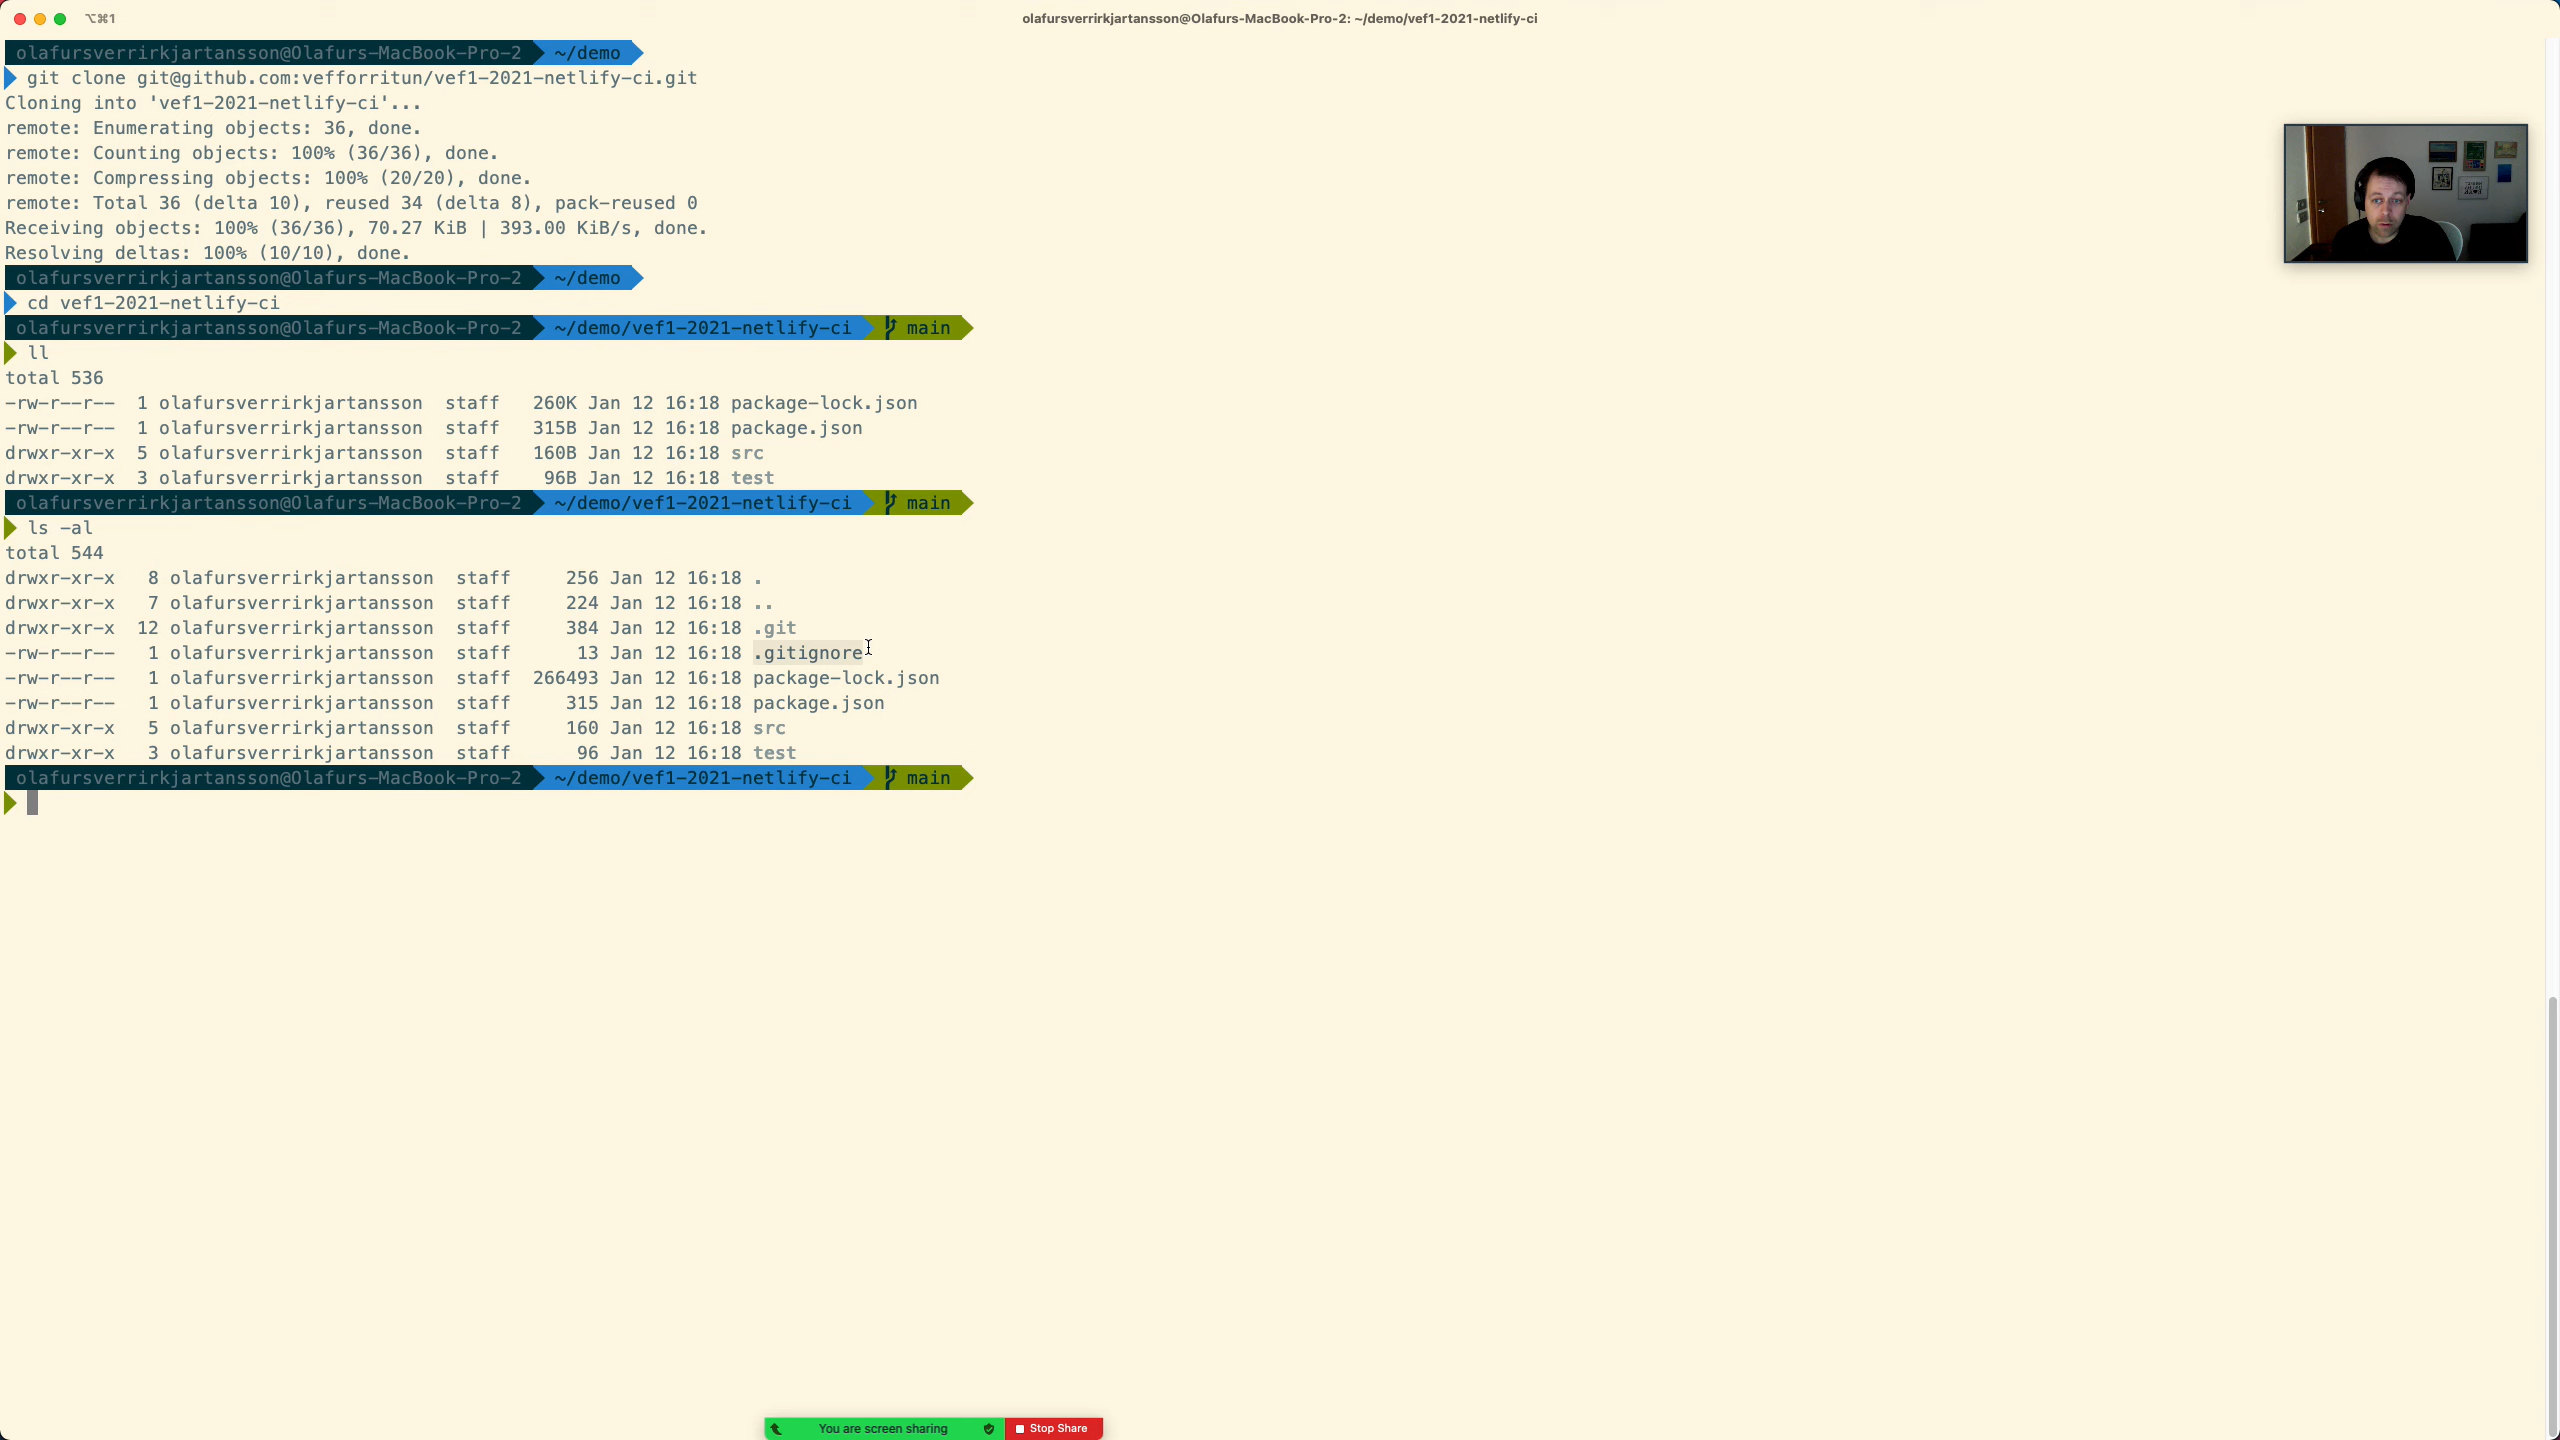 ⌥⌘1
olafursverrirkjartansson@Olafurs-MacBook-Pro-2: ~/demo/vef1-2021-netlify-ci
olafursverrirkjartansson@Olafurs-MacBook-Pro-2 ~/demo
git clone git@github.com:vefforritun/vef1-2021-netlify-ci.git
Cloning into 'vef1-2021-netlify-ci'...
remote: Enumerating objects: 36, done.
remote: Counting objects: 100% (36/36), done.
remote: Compressing objects: 100% (20/20), done.
remote: Total 36 (delta 10), reused 34 (delta 8), pack-reused 0
Receiving objects: 100% (36/36), 70.27 KiB | 393.00 KiB/s, done.
Resolving deltas: 100% (10/10), done.
olafursverrirkjartansson@Olafurs-MacBook-Pro-2 ~/demo
cd vef1-2021-netlify-ci
olafursverrirkjartansson@Olafurs-MacBook-Pro-2 ~/demo/vef1-2021-netlify-ci main
ll
total 536
-rw-r--r--  1 olafursverrirkjartansson  staff   260K Jan 12 16:18 package-lock.json
-rw-r--r--  1 olafursverrirkjartansson  staff   315B Jan 12 16:18 package.json
drwxr-xr-x  5 olafursverrirkjartansson  staff   160B Jan 12 16:18 src
drwxr-xr-x  3 olafursverrirkjartansson  staff    96B Jan 12 16:18 test
olafursverrirkjartansson@Olafurs-MacBook-Pro-2 ~/demo/vef1-2021-netlify-ci main
ls -al
total 544
drwxr-xr-x   8 olafursverrirkjartansson  staff     256 Jan 12 16:18 .
drwxr-xr-x   7 olafursverrirkjartansson  staff     224 Jan 12 16:18 ..
drwxr-xr-x  12 olafursverrirkjartansson  staff     384 Jan 12 16:18 .git
-rw-r--r--   1 olafursverrirkjartansson  staff      13 Jan 12 16:18 .gitignore
-rw-r--r--   1 olafursverrirkjartansson  staff  266493 Jan 12 16:18 package-lock.json
-rw-r--r--   1 olafursverrirkjartansson  staff     315 Jan 12 16:18 package.json
drwxr-xr-x   5 olafursverrirkjartansson  staff     160 Jan 12 16:18 src
drwxr-xr-x   3 olafursverrirkjartansson  staff      96 Jan 12 16:18 test
olafursverrirkjartansson@Olafurs-MacBook-Pro-2 ~/demo/vef1-2021-netlify-ci main
You are screen sharing
Stop Share